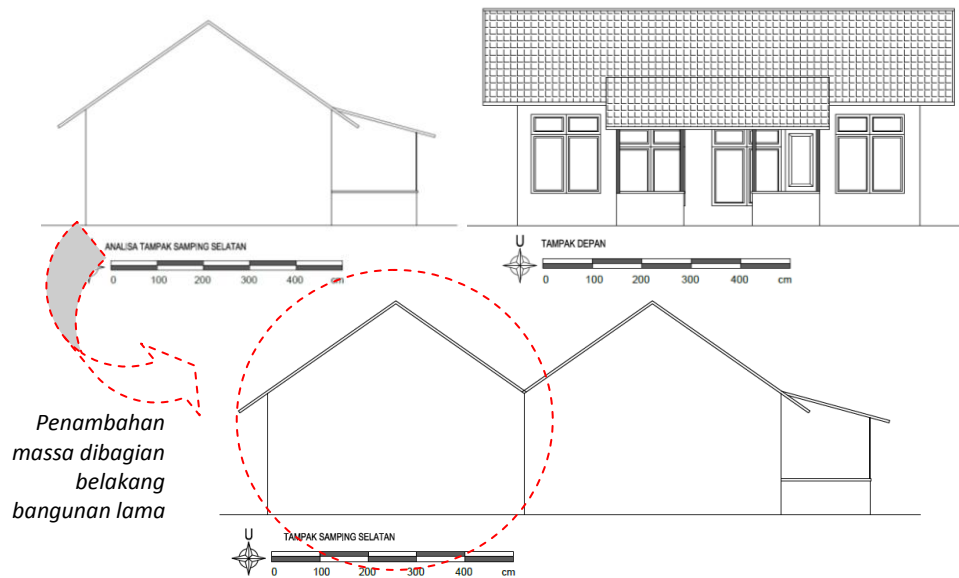 ANALISA TAMPAK SAMPING SELATAN
0 100 200 300 400 cm
U TAMPAK DEPAN
0 100 200 300 400 cm
Penambahan
massa dibagian
belakang
bangunan lama
U TAMPAK SAMPING SELATAN
0 100 200 300 400 cm